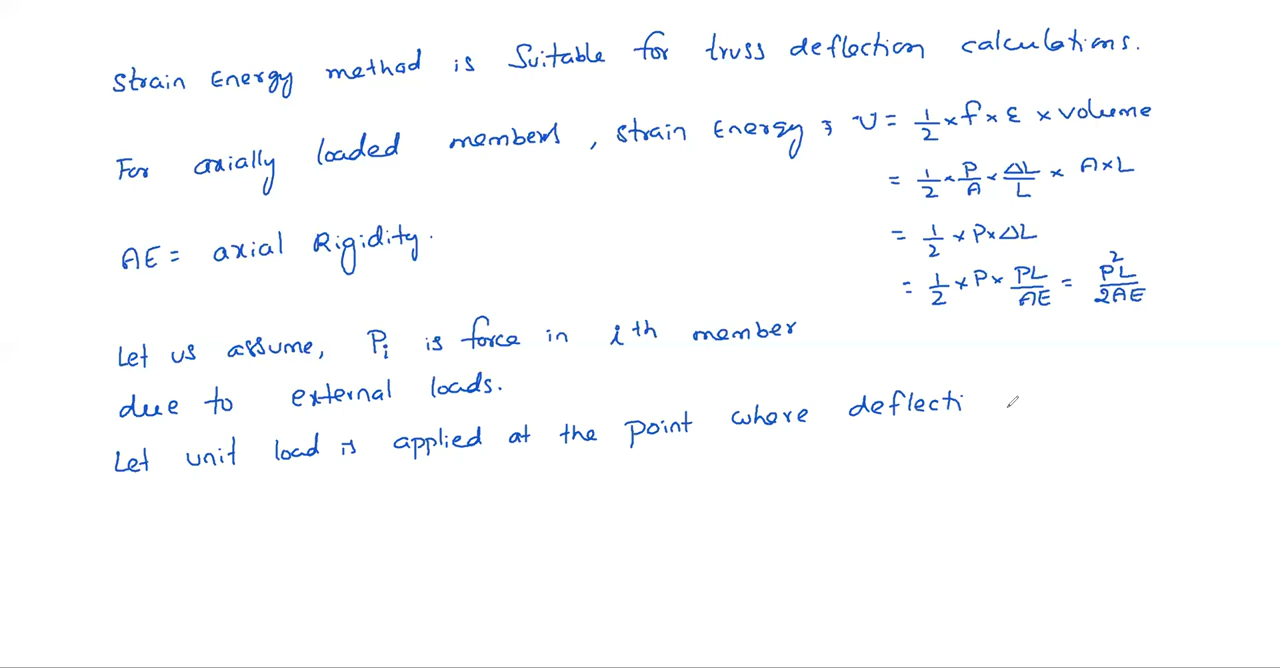 Strain Energy method is Suitable for truss deflection calculations.
For axially loaded members, strain Energy, U = 1/2 × f × ε × volume
= 1/2 × P/A × ΔL/L × A×L
= 1/2 × P × ΔL
AE = axial Rigidity.
= 1/2 × P × PL/AE = P²L/2AE
Let us assume, Pi is force in ith member
due to external loads.
Let unit load is applied at the point where deflecti